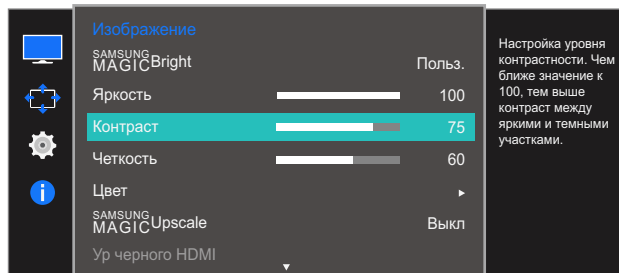 Изображение
SAMSUNG
MAGICBright Польз.
Яркость 100
Контраст 75
Четкость 60
Цвет
SAMSUNG
MAGICUpscale Выкл
Ур черного HDMI
Настройка уровня
контрастности. Чем
ближе значение к
100, тем выше
контраст между
яркими и темными
участками.